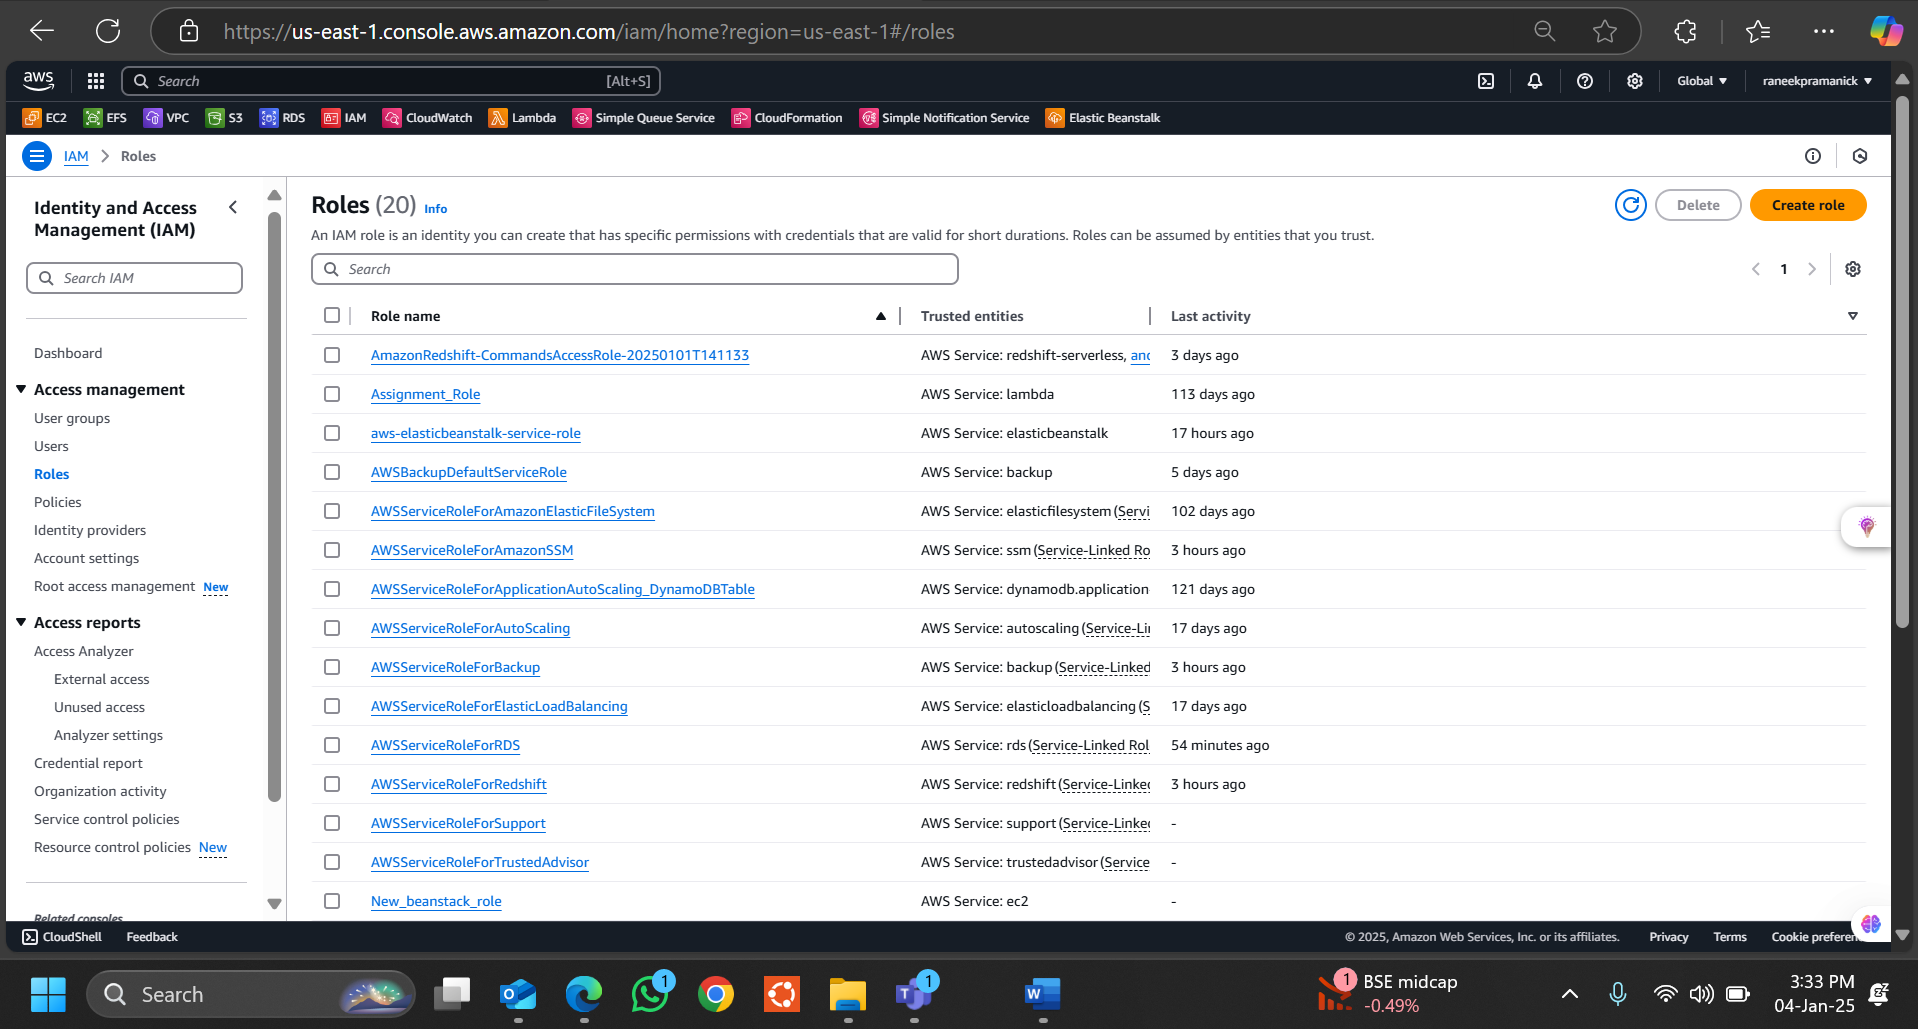 https://us-east-1.console.aws.amazon.com/iam/home?region=us-east-1#/roles
aws
Search [Alt+S]
Global
raneekpramanick
EC2 EFS VPC S3 RDS IAM CloudWatch Lambda Simple Queue Service CloudFormation Simple Notification Service Elastic Beanstalk
IAM > Roles
Identity and Access
Management (IAM)
Search IAM
Dashboard
Access management
User groups
Users
Roles
Policies
Identity providers
Account settings
Root access management New
Access reports
Access Analyzer
External access
Unused access
Analyzer settings
Credential report
Organization activity
Service control policies
Resource control policies New
Related consoles
Roles (20) Info
Delete
Create role
An IAM role is an identity you can create that has specific permissions with credentials that are valid for short durations. Roles can be assumed by entities that you trust.
Search
1
Role name Trusted entities Last activity
AmazonRedshift-CommandsAccessRole-20250101T141133 AWS Service: redshift-serverless, and 3 days ago
Assignment_Role AWS Service: lambda 113 days ago
aws-elasticbeanstalk-service-role AWS Service: elasticbeanstalk 17 hours ago
AWSBackupDefaultServiceRole AWS Service: backup 5 days ago
AWSServiceRoleForAmazonElasticFileSystem AWS Service: elasticfilesystem (Servi 102 days ago
AWSServiceRoleForAmazonSSM AWS Service: ssm (Service-Linked Ro 3 hours ago
AWSServiceRoleForApplicationAutoScaling_DynamoDBTable AWS Service: dynamodb.application- 121 days ago
AWSServiceRoleForAutoScaling AWS Service: autoscaling (Service-Li 17 days ago
AWSServiceRoleForBackup AWS Service: backup (Service-Linked 3 hours ago
AWSServiceRoleForElasticLoadBalancing AWS Service: elasticloadbalancing (S 17 days ago
AWSServiceRoleForRDS AWS Service: rds (Service-Linked Rol 54 minutes ago
AWSServiceRoleForRedshift AWS Service: redshift (Service-Linked 3 hours ago
AWSServiceRoleForSupport AWS Service: support (Service-Linked -
AWSServiceRoleForTrustedAdvisor AWS Service: trustedadvisor (Service -
New_beanstack_role AWS Service: ec2 -
CloudShell Feedback © 2025, Amazon Web Services, Inc. or its affiliates. Privacy Terms Cookie preferen
Search
1
1
1
BSE midcap
-0.49%
3:33 PM
04-Jan-25